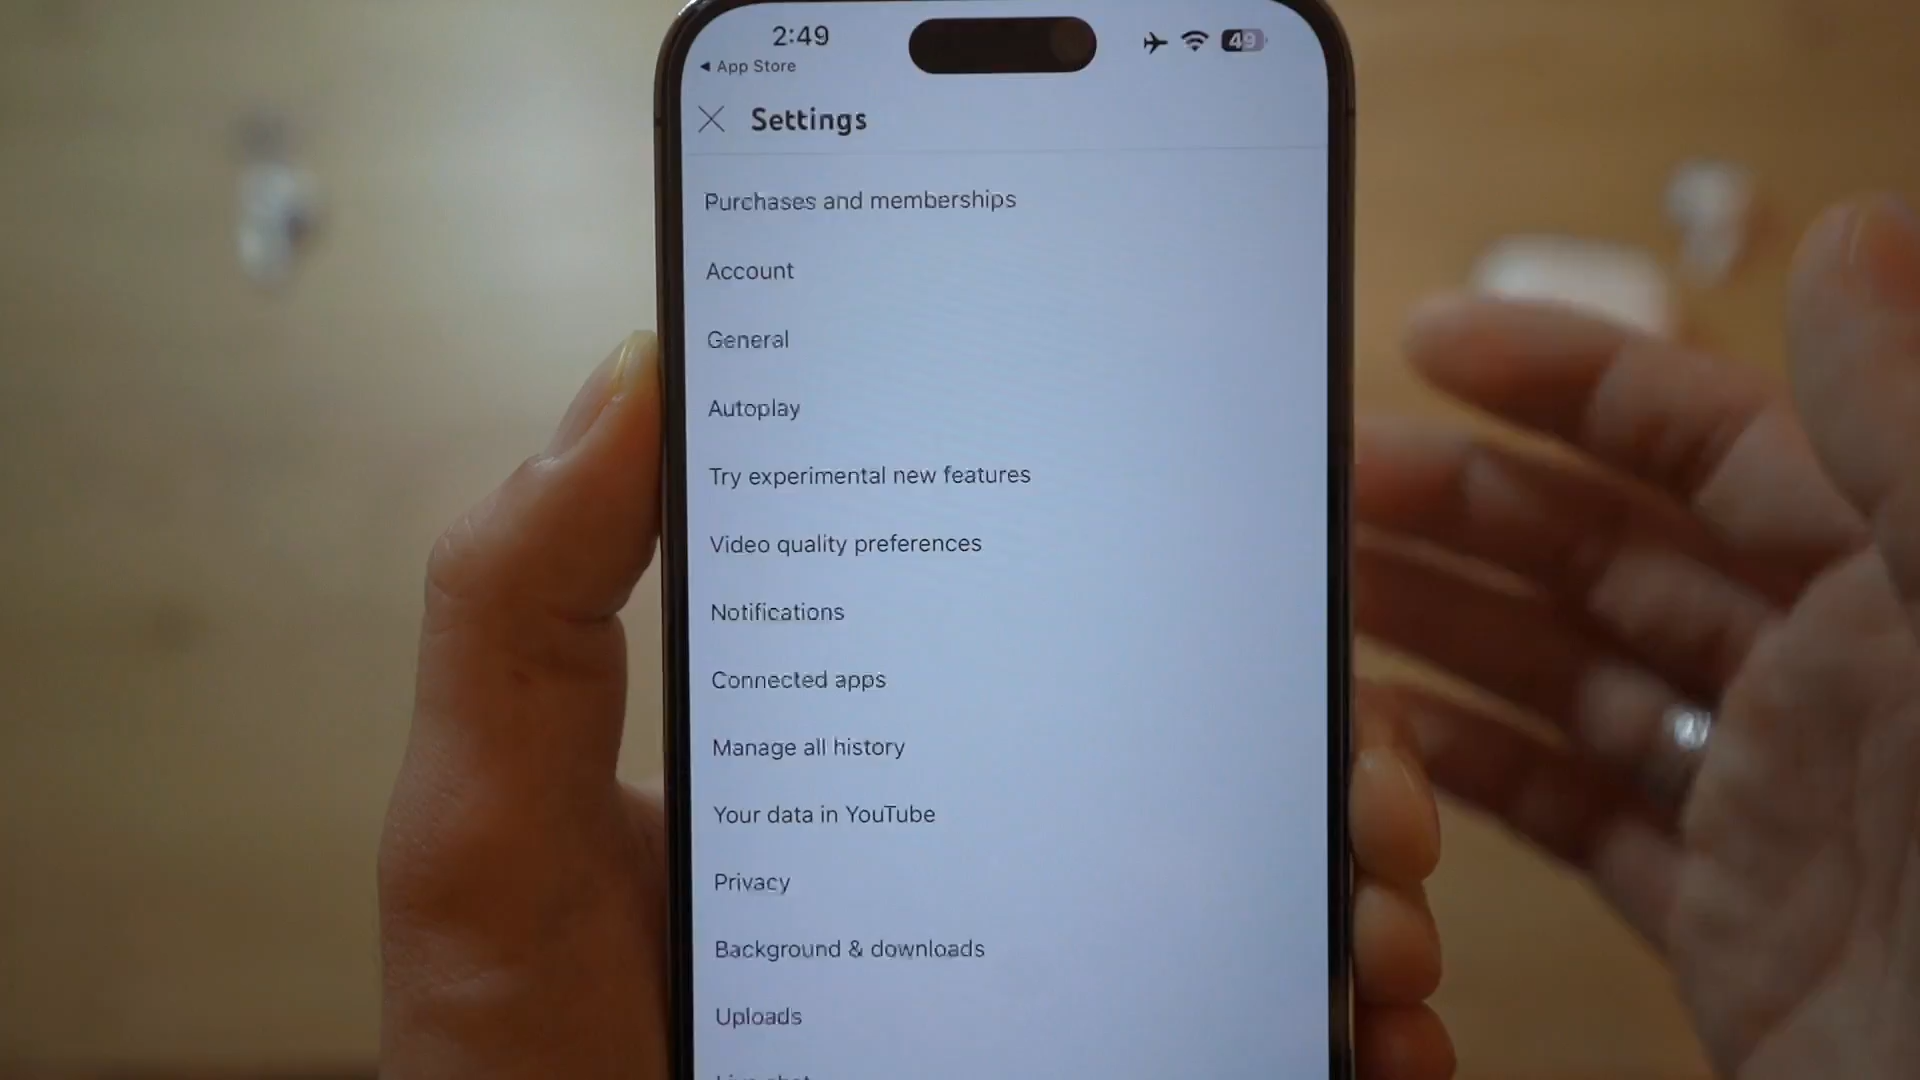 2:49
49
◀ App Store
Settings
Purchases and memberships
Account
General
Autoplay
Try experimental new features
Video quality preferences
Notifications
Connected apps
Manage all history
Your data in YouTube
Privacy
Background & downloads
Uploads